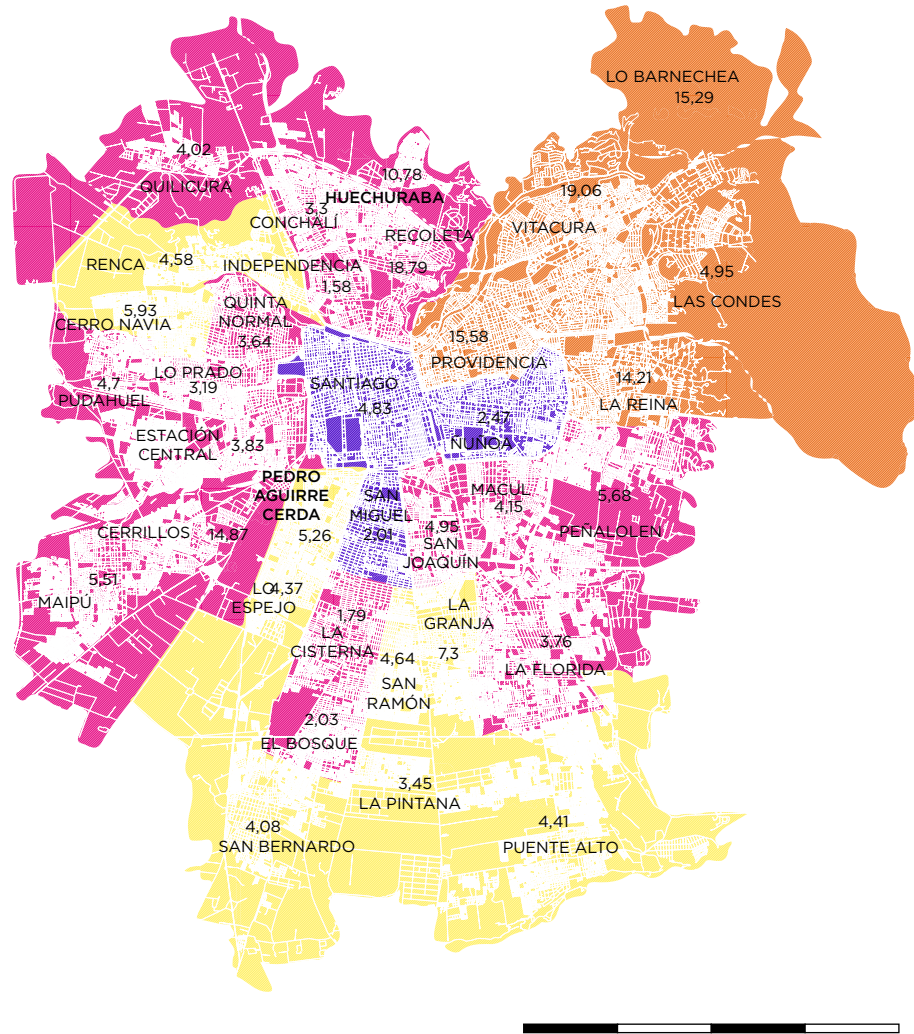 LO BARNECHEA
15,29
4,02
QUILICURA
10,78
HUECHURABA
3,3
CONCHALÍ
RECOLETA
18,79
19,06
VITACURA
RENCA
4,58
INDEPENDENCIA
1,58
4,95
LAS CONDES
5,93
CERRO NAVIA
QUINTA
NORMAL
3,64
15,58
PROVIDENCIA
4,7
PUDAHUEL
LO PRADO
3,19
SANTIAGO
4,83
14,21
LA REINA
2,47
ÑUÑOA
ESTACIÓN
CENTRAL
3,83
PEDRO
AGUIRRE
CERDA
5,26
SAN
MIGUEL
2,01
MACUL
4,15
5,68
PEÑALOLEN
CERRILLOS
14,87
4,95
SAN
JOAQUÍN
5,51
MAIPÚ
LO
4,37
ESPEJO
1,79
LA
CISTERNA
LA
GRANJA
7,3
4,64
SAN
RAMÓN
3,76
LA FLORIDA
2,03
EL BOSQUE
3,45
LA PINTANA
4,08
SAN BERNARDO
4,41
PUENTE ALTO